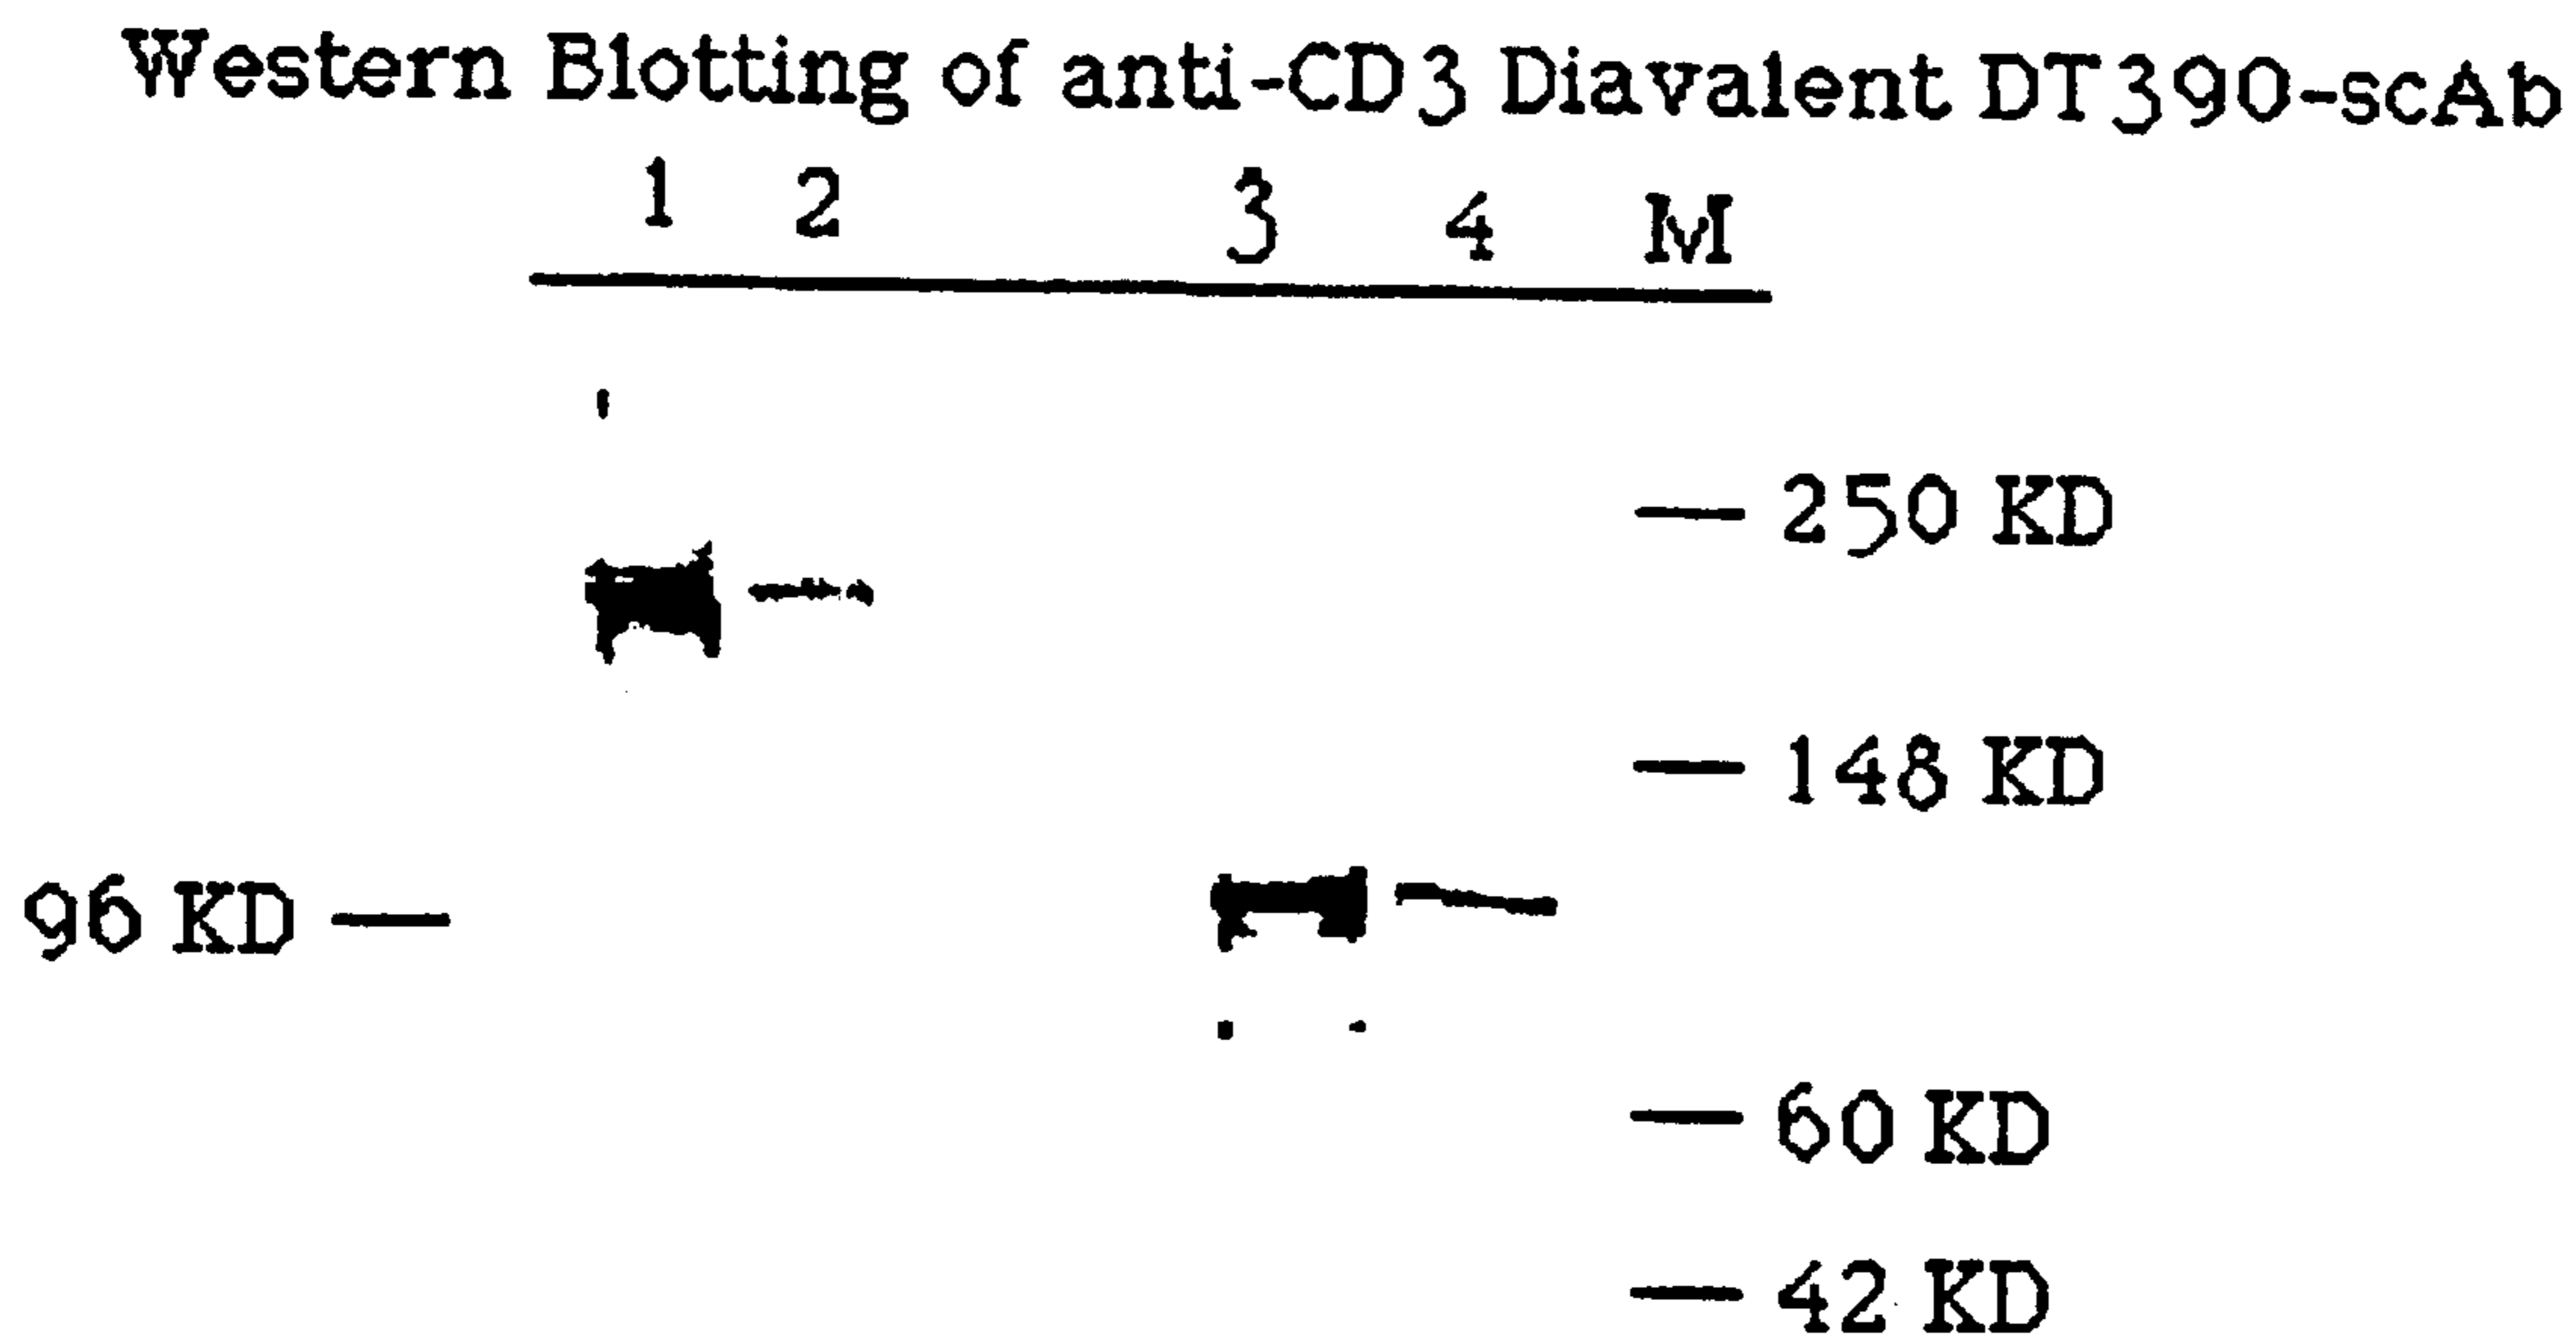 Western Blotting of anti-CD3 Diavalent DT390-scAb
1 2 3 4 M
250 KD
148 KD
96 KD
60 KD
42 KD